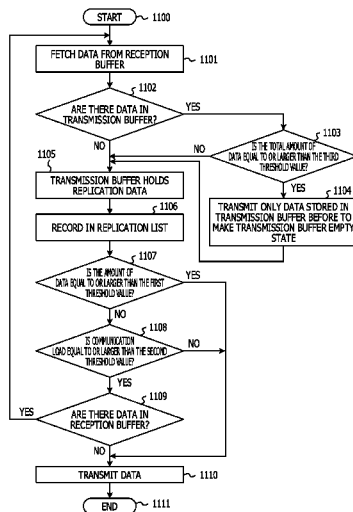 START
1100
FETCH DATA FROM RECEPTION
BUFFER
1101
1102
ARE THERE DATA IN
TRANSMISSION BUFFER?
YES
NO
1103
IS THE TOTAL AMOUNT OF
DATA EQUAL TO OR LARGER THAN THE THIRD
THRESHOLD VALUE?
NO
YES
1104
TRANSMIT ONLY DATA STORED IN
TRANSMISSION BUFFER BEFORE TO
MAKE TRANSMISSION BUFFER EMPTY
STATE
1105
TRANSMISSION BUFFER HOLDS
REPLICATION DATA
1106
RECORD IN REPLICATION LIST
1107
IS THE AMOUNT OF
DATA EQUAL TO OR LARGER THAN THE FIRST
THRESHOLD VALUE?
YES
NO
1108
IS COMMUNICATION
LOAD EQUAL TO OR LARGER THAN THE SECOND
THRESHOLD VALUE?
NO
YES
1109
ARE THERE DATA IN
RECEPTION BUFFER?
YES
NO
TRANSMIT DATA
1110
END
1111